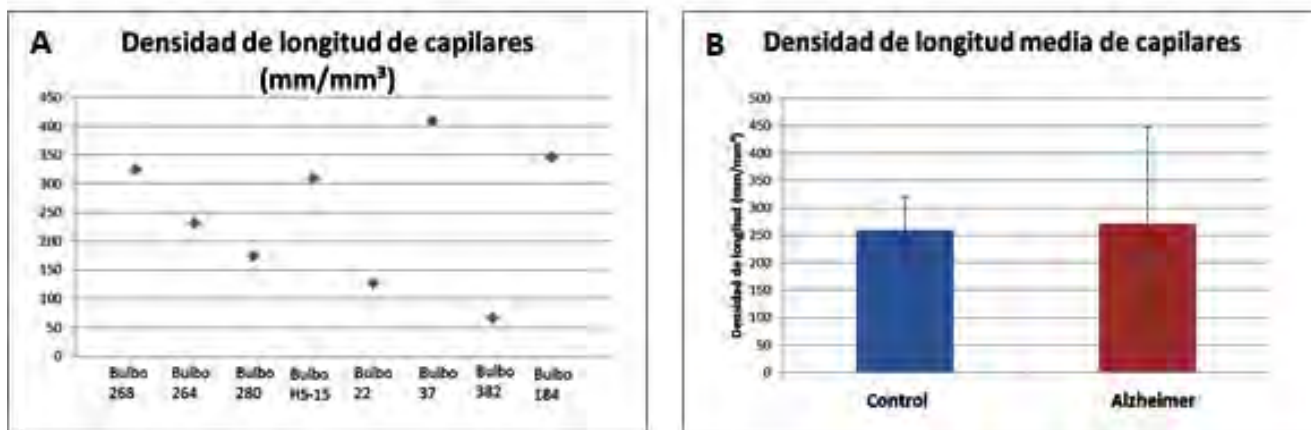 A
Densidad de longitud de capilares
(mm/mm³)
450
400
350
300
250
200
150
100
50
0
Bulbo
268
Bulbo
264
Bulbo
280
Bulbo
HS-15
Bulbo
22
Bulbo
37
Bulbo
382
Bulbo
184
B
Densidad de longitud media de capilares
Densidad de longitud (mm/mm³)
500
450
400
350
300
250
200
150
100
50
0
Control
Alzheimer